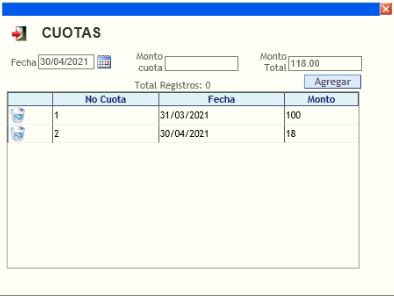 CUOTAS
Fecha 30/04/2021 Monto cuota Monto Total 118.00
Total Registros: 0 Agregar
No Cuota Fecha Monto
1 31/03/2021 100
2 30/04/2021 18